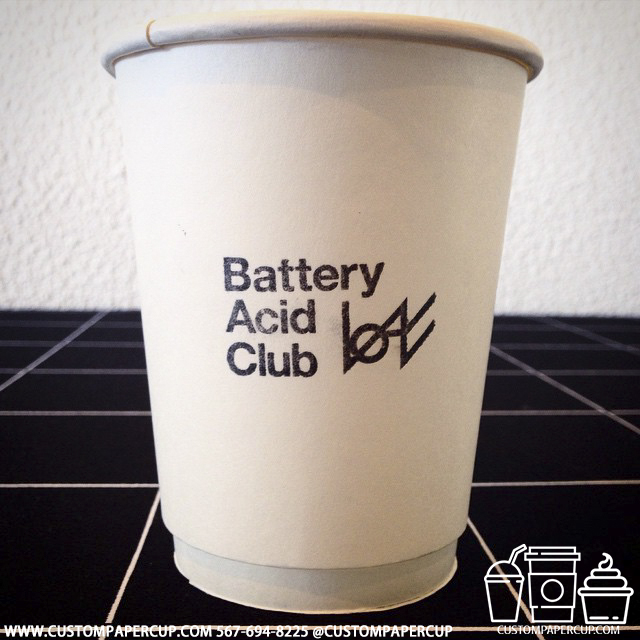 Battery
Acid
Club
WWW.CUSTOMPAPERCUP.COM 567-694-8225 @CUSTOMPAPERCUP
CUSTOMPAPERCUP.COM